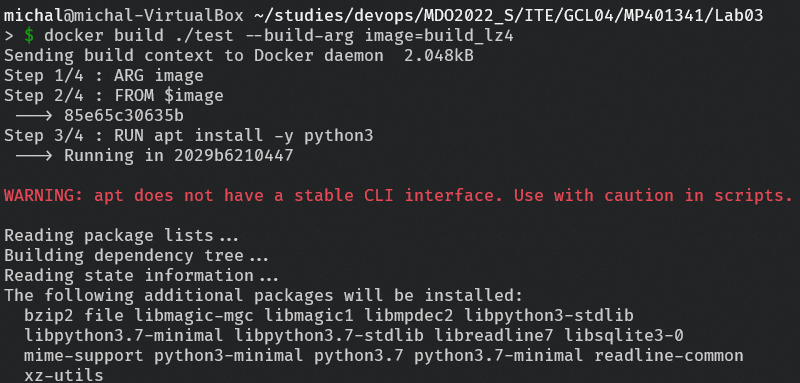 michal@michal-VirtualBox ~/studies/devops/MDO2022_S/ITE/GCL04/MP401341/Lab03
> $ docker build ./test --build-arg image=build_lz4
Sending build context to Docker daemon  2.048kB
Step 1/4 : ARG image
Step 2/4 : FROM $image
 ---> 85e65c30635b
Step 3/4 : RUN apt install -y python3
 ---> Running in 2029b6210447
WARNING: apt does not have a stable CLI interface. Use with caution in scripts.
Reading package lists...
Building dependency tree...
Reading state information...
The following additional packages will be installed:
  bzip2 file libmagic-mgc libmagic1 libmpdec2 libpython3-stdlib
  libpython3.7-minimal libpython3.7-stdlib libreadline7 libsqlite3-0
  mime-support python3-minimal python3.7 python3.7-minimal readline-common
  xz-utils